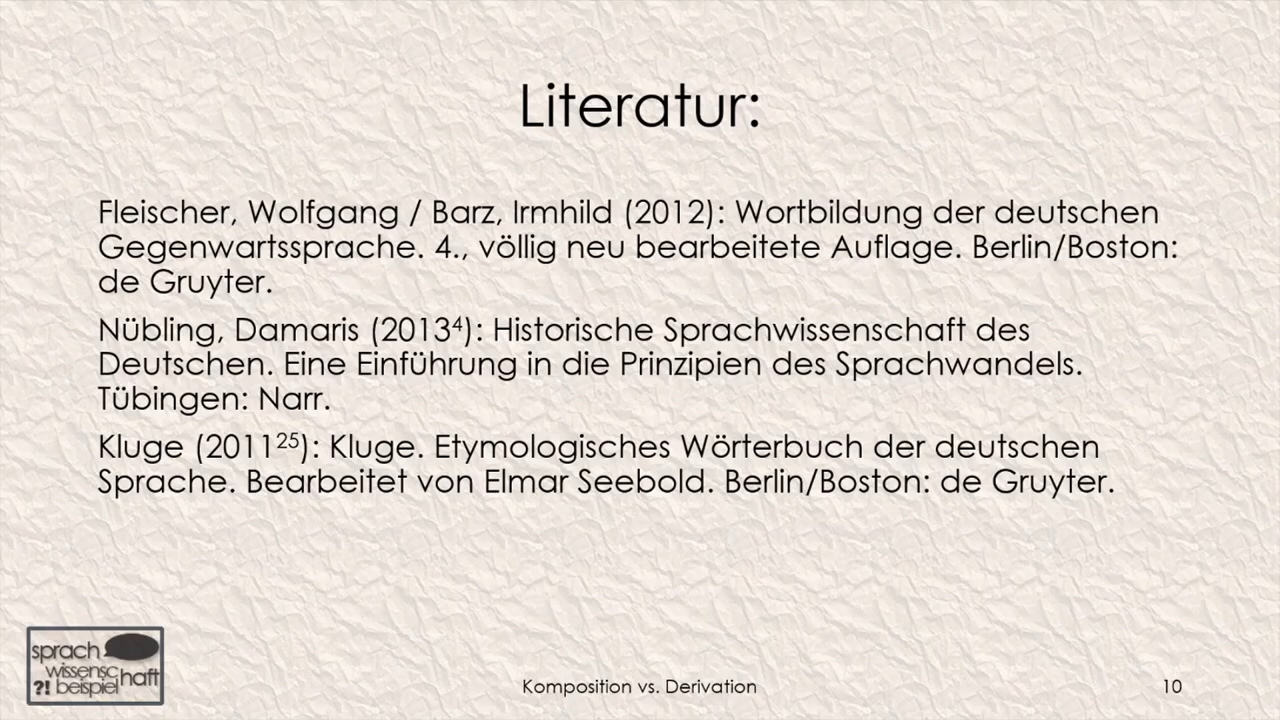 Literatur:
Fleischer, Wolfgang / Barz, Irmhild (2012): Wortbildung der deutschen
Gegenwartssprache. 4., völlig neu bearbeitete Auflage. Berlin/Boston:
de Gruyter.
Nübling, Damaris (2013⁴): Historische Sprachwissenschaft des
Deutschen. Eine Einführung in die Prinzipien des Sprachwandels.
Tübingen: Narr.
Kluge (2011²⁵): Kluge. Etymologisches Wörterbuch der deutschen
Sprache. Bearbeitet von Elmar Seebold. Berlin/Boston: de Gruyter.
sprach
wissensc haft
?! beispiel
Komposition vs. Derivation
10